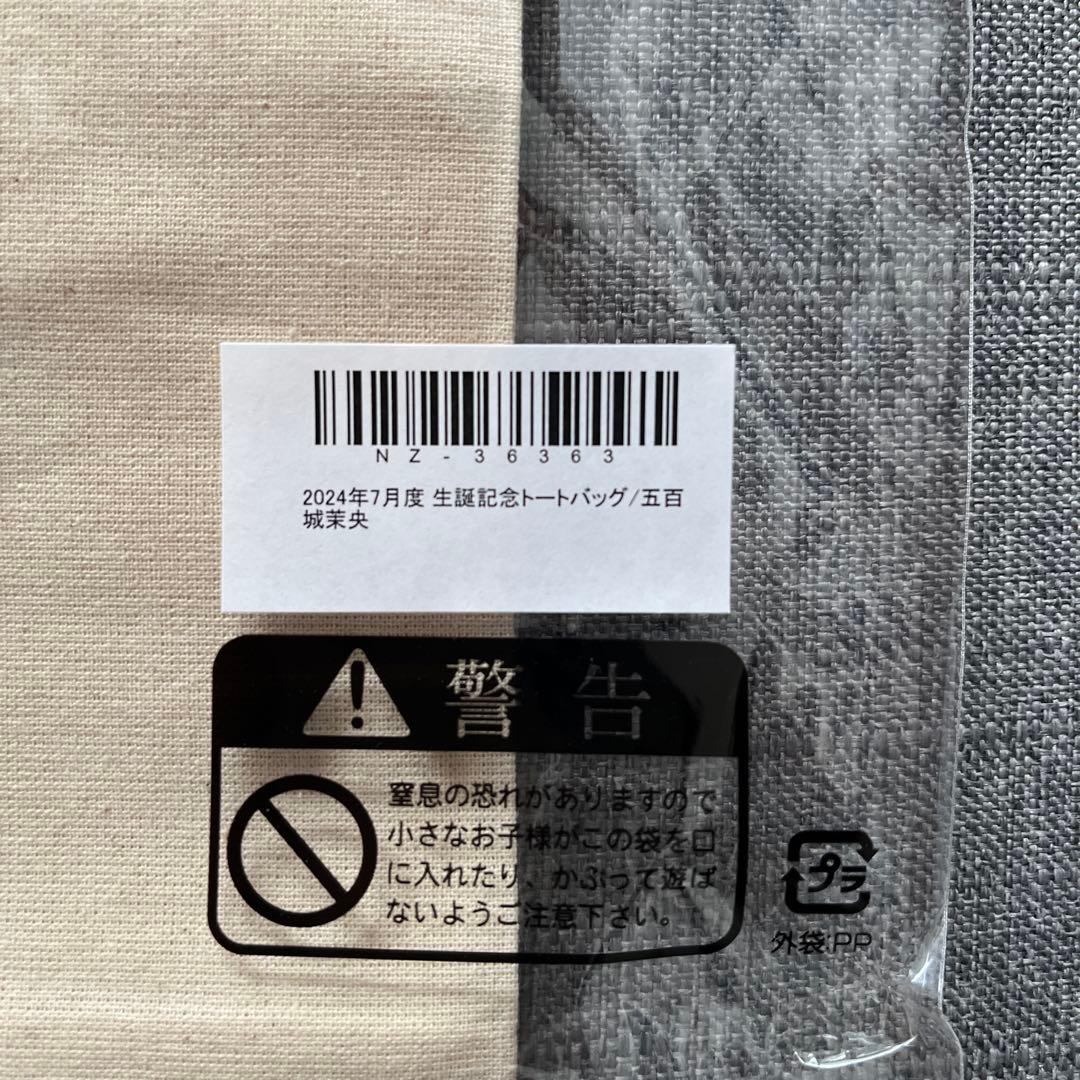 NZ-36363
2024年7月度 生誕記念トートバッグ/五百
城茉央
警告
窒息の恐れがありますので
小さなお子様がこの袋を口
に入れたり、かぶって遊ば
ないようご注意下さい。
プラ
外袋:PP